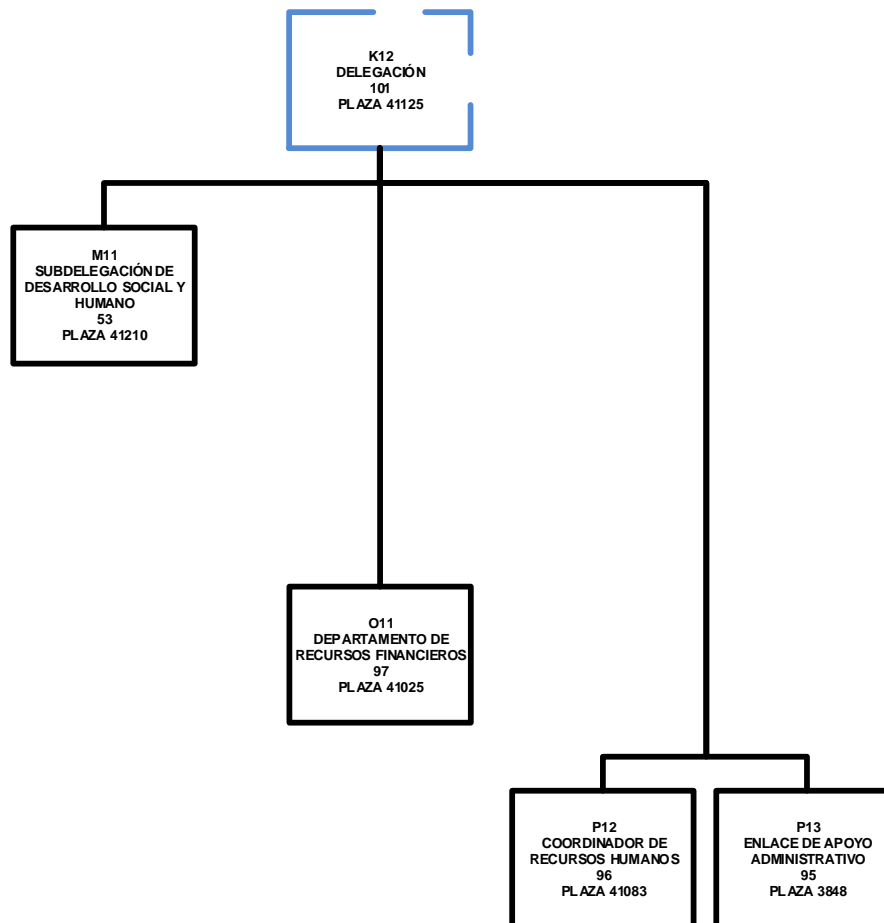 K12
DELEGACIÓN
101
PLAZA 41125
M11
SUBDELEGACIÓN DE
DESARROLLO SOCIAL Y
HUMANO
53
PLAZA 41210
O11
DEPARTAMENTO DE
RECURSOS FINANCIEROS
97
PLAZA 41025
P12
COORDINADOR DE
RECURSOS HUMANOS
96
PLAZA 41083
P13
ENLACE DE APOYO
ADMINISTRATIVO
95
PLAZA 3848